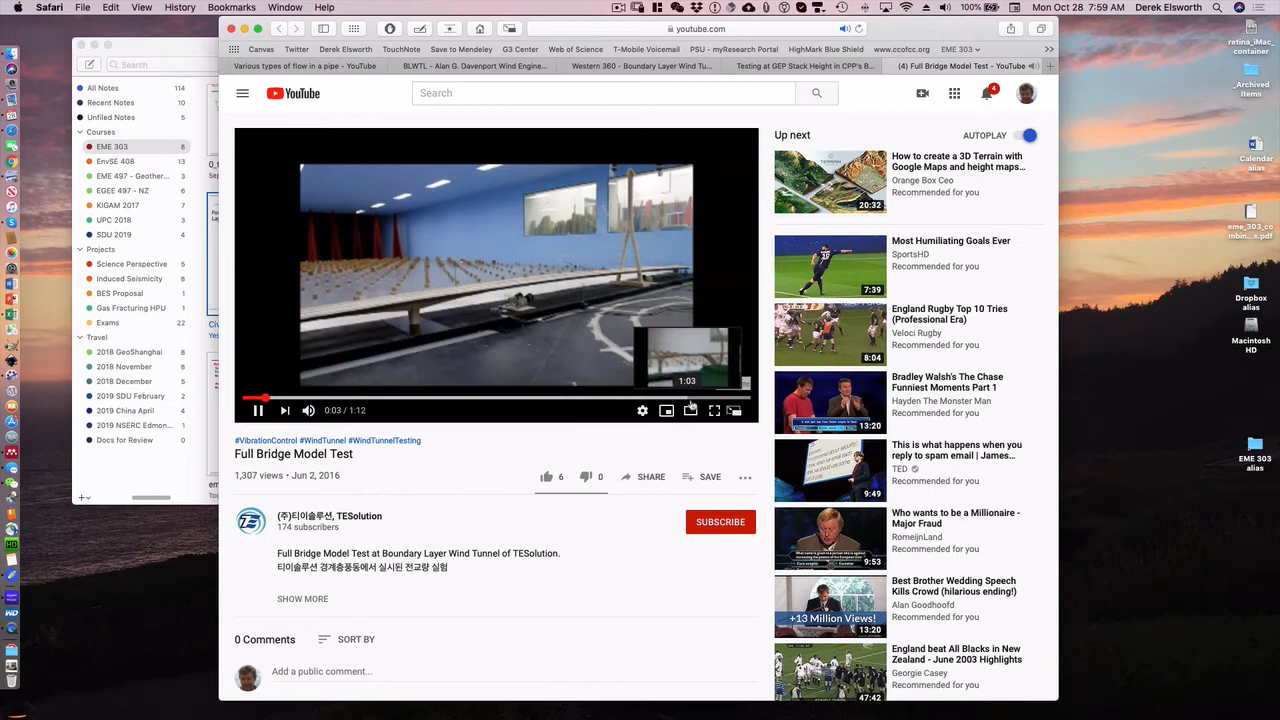 Safari File Edit View History Bookmarks Window Help
100% Mon Oct 28 7:59 AM Derek Elsworth
youtube.com
Canvas Twitter Derek Elsworth TouchNote Save to Mendeley G3 Center Web of Science T-Mobile Voicemail PSU - myResearch Portal HighMark Blue Shield www.ccofcc.org EME 303
Various types of flow in a pipe - YouTube
BLWTL - Alan G. Davenport Wind Engine...
Western 360 - Boundary Layer Wind Tu...
Testing at GEP Stack Height in CPP's B...
(4) Full Bridge Model Test - YouTube
Search
All Notes 114
Recent Notes 10
Unfiled Notes 5
Courses
EME 303 8
EnvSE 408 13
EME 497 - Geother... 3
EGEE 497 - NZ 6
KIGAM 2017 7
UPC 2018 3
SDU 2019 4
Projects
Science Perspective 5
Induced Seismicity 8
BES Proposal 1
Gas Fracturing HPU 1
Exams 22
Travel
2018 GeoShanghai 8
2018 November 8
2018 December 5
2019 SDU February 2
2019 China April 4
2019 NSERC Edmon... 2
Docs for Review 0
YouTube
Search
4
1:03
0:03 / 1:12
#VibrationControl #WindTunnel #WindTunnelTesting
Full Bridge Model Test
1,307 views • Jun 2, 2016
6 0 SHARE SAVE
(주)티이솔루션, TESolution
174 subscribers
SUBSCRIBE
Full Bridge Model Test at Boundary Layer Wind Tunnel of TESolution.
티이솔루션 경계층풍동에서 실시된 전교량 실험
SHOW MORE
0 Comments SORT BY
Add a public comment...
Up next AUTOPLAY
How to create a 3D Terrain with
Google Maps and height maps...
Orange Box Ceo
Recommended for you
20:32
Most Humiliating Goals Ever
SportsHD
Recommended for you
7:39
England Rugby Top 10 Tries
(Professional Era)
Veloci Rugby
Recommended for you
8:04
Bradley Walsh's The Chase
Funniest Moments Part 1
Hayden The Monster Man
Recommended for you
13:20
This is what happens when you
reply to spam email | James...
TED
Recommended for you
9:49
Who wants to be a Millionaire -
Major Fraud
RomeijnLand
Recommended for you
9:53
Best Brother Wedding Speech
Kills Crowd (hilarious ending!)
Alan Goodhoofd
Recommended for you
+13 Million Views!
13:20
England beat All Blacks in New
Zealand - June 2003 Highlights
Georgie Casey
Recommended for you
47:42
retina_iMac_
container
_Archived
Items
Calendar
alias
eme_303_co
mbin...s.pdf
Dropbox
alias
Macintosh
HD
EME 303
alias